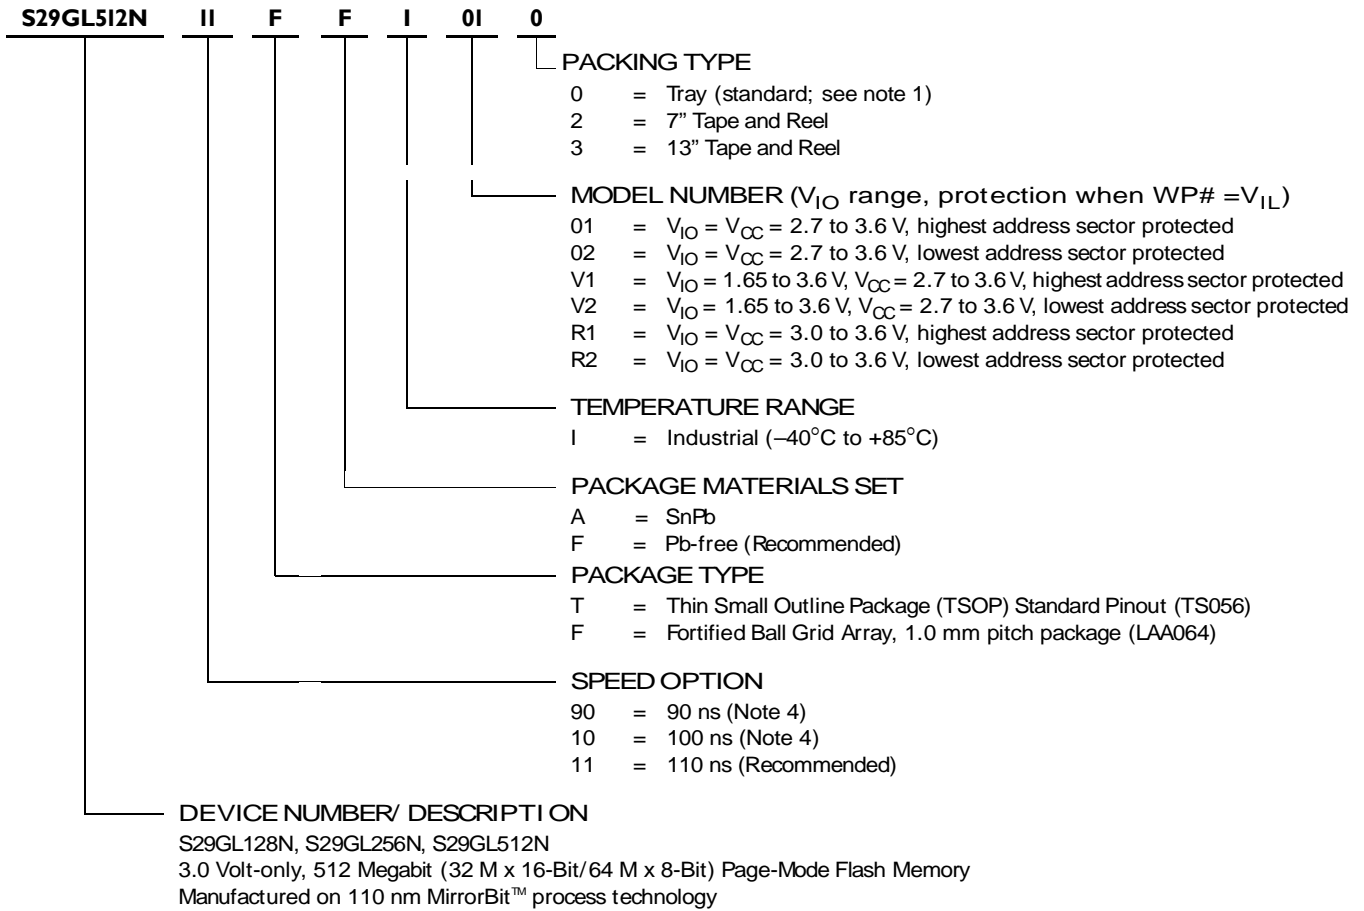 S29GL512N 11 F F I 01 0
PACKING TYPE
0 = Tray (standard; see note 1)
2 = 7” Tape and Reel
3 = 13” Tape and Reel
MODEL NUMBER (VIO range, protection when WP# =VIL)
01 = VIO = VCC = 2.7 to 3.6 V, highest address sector protected
02 = VIO = VCC = 2.7 to 3.6 V, lowest address sector protected
V1 = VIO = 1.65 to 3.6 V, VCC = 2.7 to 3.6 V, highest address sector protected
V2 = VIO = 1.65 to 3.6 V, VCC = 2.7 to 3.6 V, lowest address sector protected
R1 = VIO = VCC = 3.0 to 3.6 V, highest address sector protected
R2 = VIO = VCC = 3.0 to 3.6 V, lowest address sector protected
TEMPERATURE RANGE
I = Industrial (–40°C to +85°C)
PACKAGE MATERIALS SET
A = SnPb
F = Pb-free (Recommended)
PACKAGE TYPE
T = Thin Small Outline Package (TSOP) Standard Pinout (TS056)
F = Fortified Ball Grid Array, 1.0 mm pitch package (LAA064)
SPEED OPTION
90 = 90 ns (Note 4)
10 = 100 ns (Note 4)
11 = 110 ns (Recommended)
DEVICE NUMBER/ DESCRIPTION
S29GL128N, S29GL256N, S29GL512N
3.0 Volt-only, 512 Megabit (32 M x 16-Bit/64 M x 8-Bit) Page-Mode Flash Memory
Manufactured on 110 nm MirrorBit™ process technology